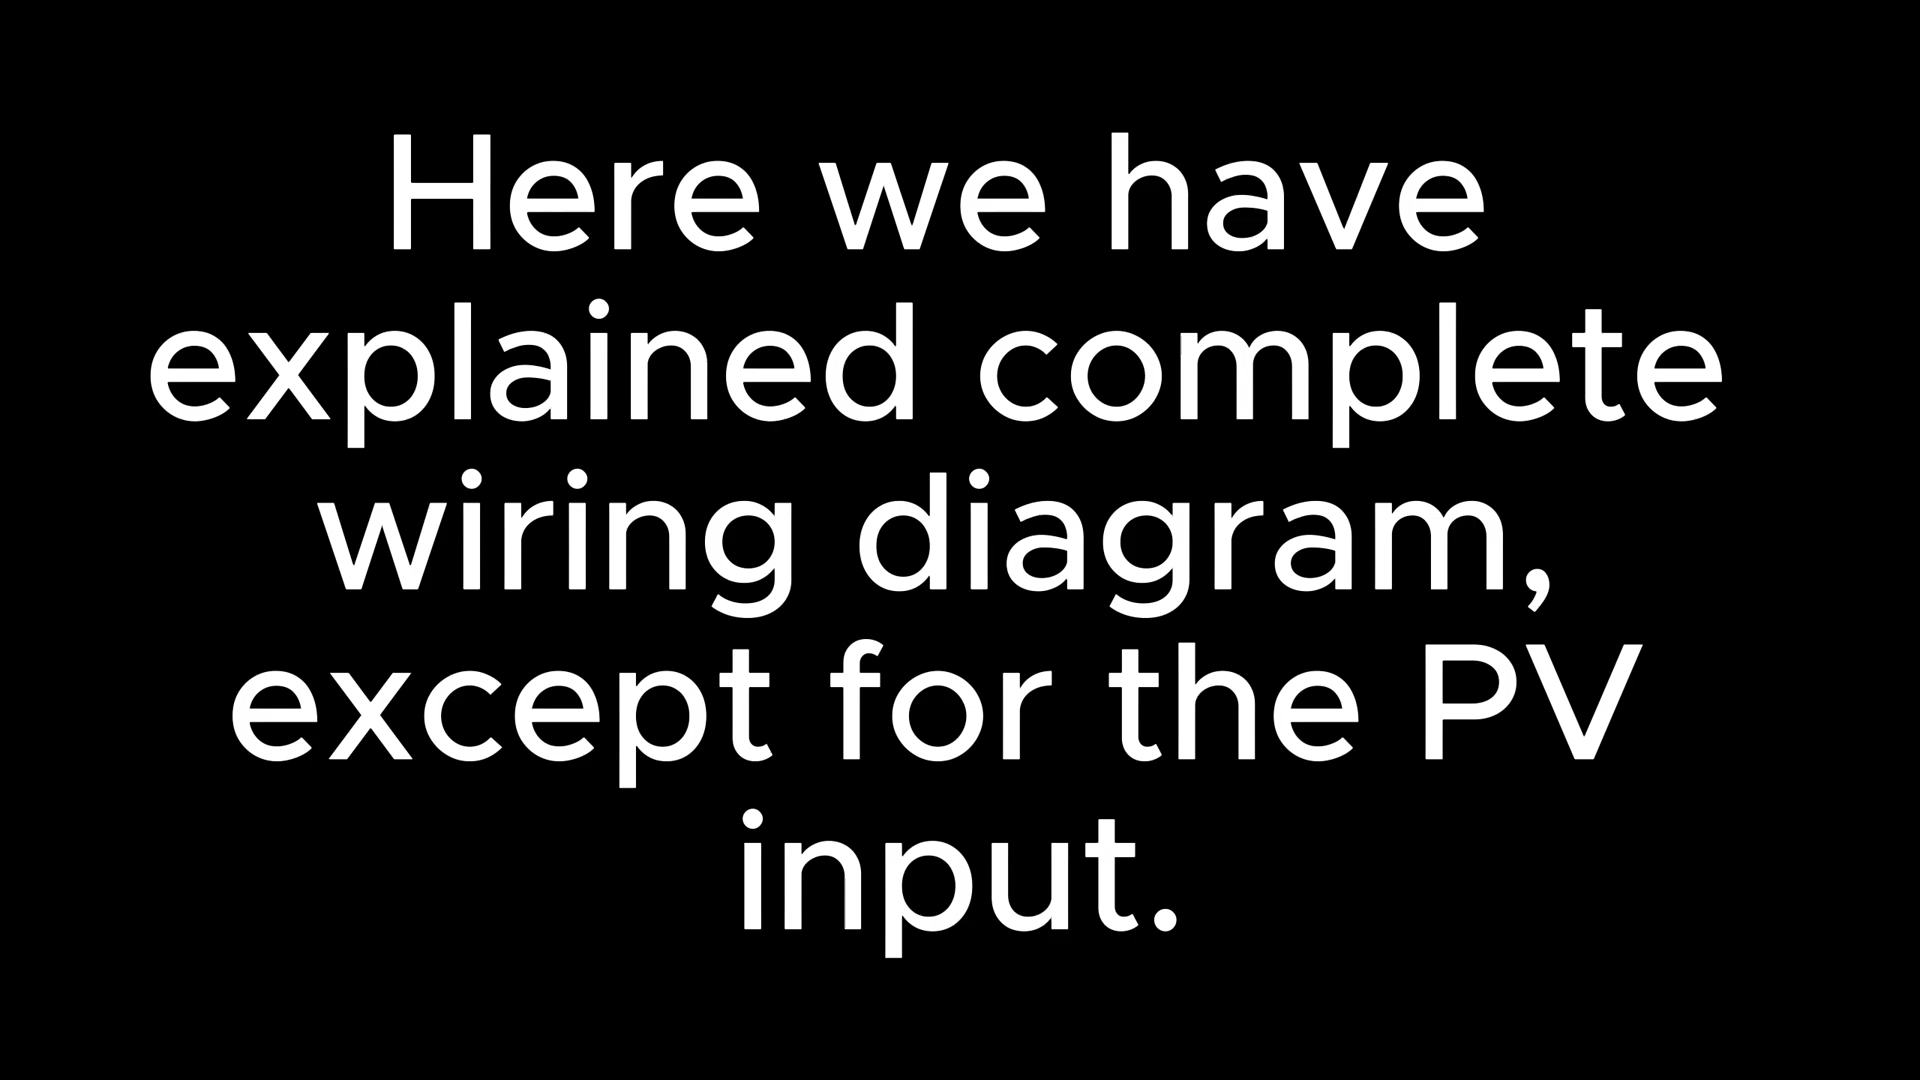 Here we have
explained complete
wiring diagram,
except for the PV
input.